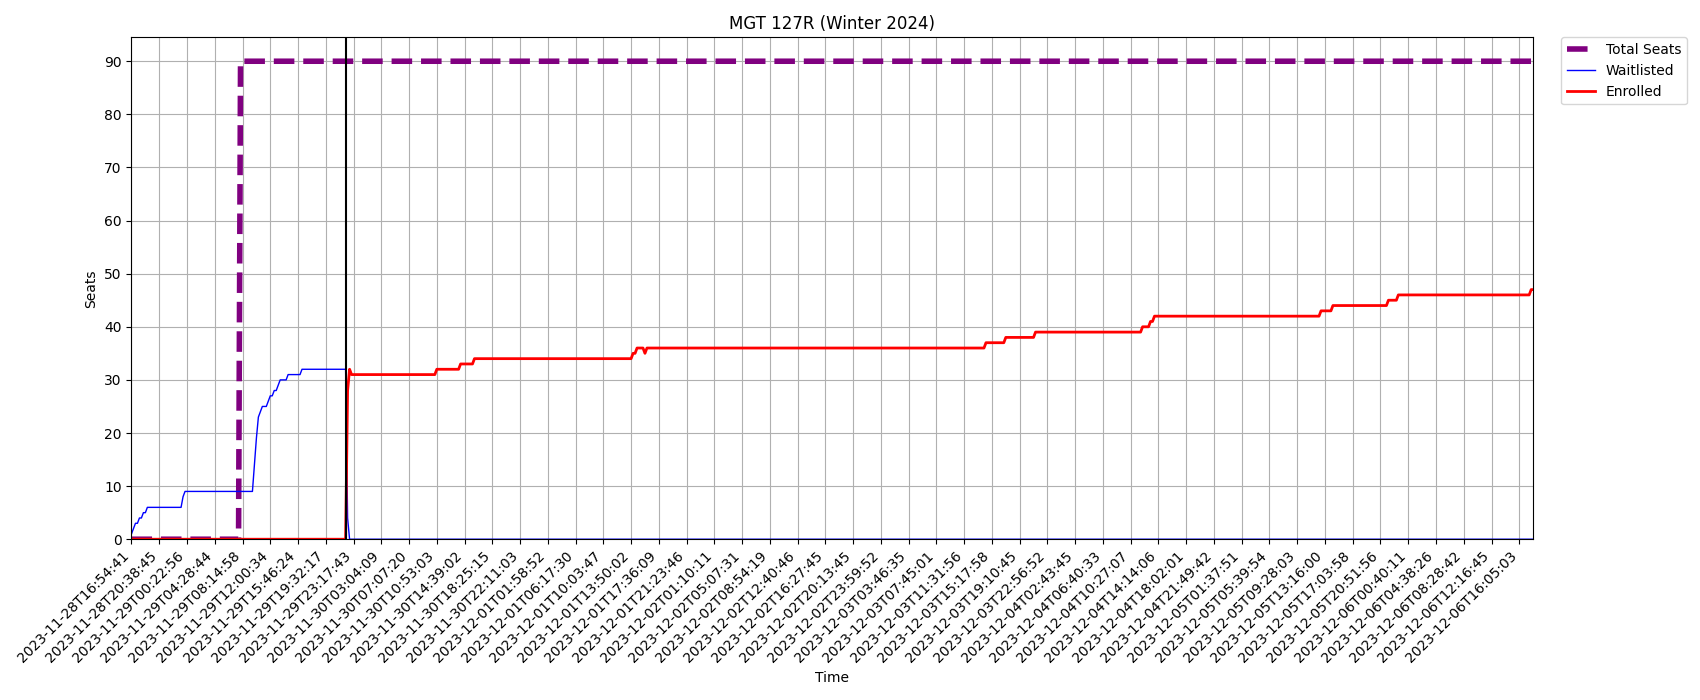 MGT 127R (Winter 2024)
Total Seats
Waitlisted
Enrolled
Seats
90
80
70
60
50
40
30
20
10
0
2023-11-28T16:54:41
2023-11-28T20:38:45
2023-11-29T00:22:56
2023-11-29T04:28:44
2023-11-29T08:14:58
2023-11-29T12:00:34
2023-11-29T15:46:24
2023-11-29T19:32:17
2023-11-29T23:17:43
2023-11-30T03:04:09
2023-11-30T07:07:20
2023-11-30T10:53:03
2023-11-30T14:39:02
2023-11-30T18:25:15
2023-11-30T22:11:03
2023-12-01T01:58:52
2023-12-01T06:17:30
2023-12-01T10:03:47
2023-12-01T13:50:02
2023-12-01T17:36:09
2023-12-01T21:23:46
2023-12-02T01:10:11
2023-12-02T05:07:31
2023-12-02T08:54:19
2023-12-02T12:40:46
2023-12-02T16:27:45
2023-12-02T20:13:45
2023-12-02T23:59:52
2023-12-03T03:46:35
2023-12-03T07:45:01
2023-12-03T11:31:56
2023-12-03T15:17:58
2023-12-03T19:10:45
2023-12-03T22:56:52
2023-12-04T02:43:45
2023-12-04T06:40:33
2023-12-04T10:27:07
2023-12-04T14:14:06
2023-12-04T18:02:01
2023-12-04T21:49:42
2023-12-05T01:37:51
2023-12-05T05:39:54
2023-12-05T09:28:03
2023-12-05T13:16:00
2023-12-05T17:03:58
2023-12-05T20:51:56
2023-12-06T00:40:11
2023-12-06T04:38:26
2023-12-06T08:28:42
2023-12-06T12:16:45
2023-12-06T16:05:03
Time